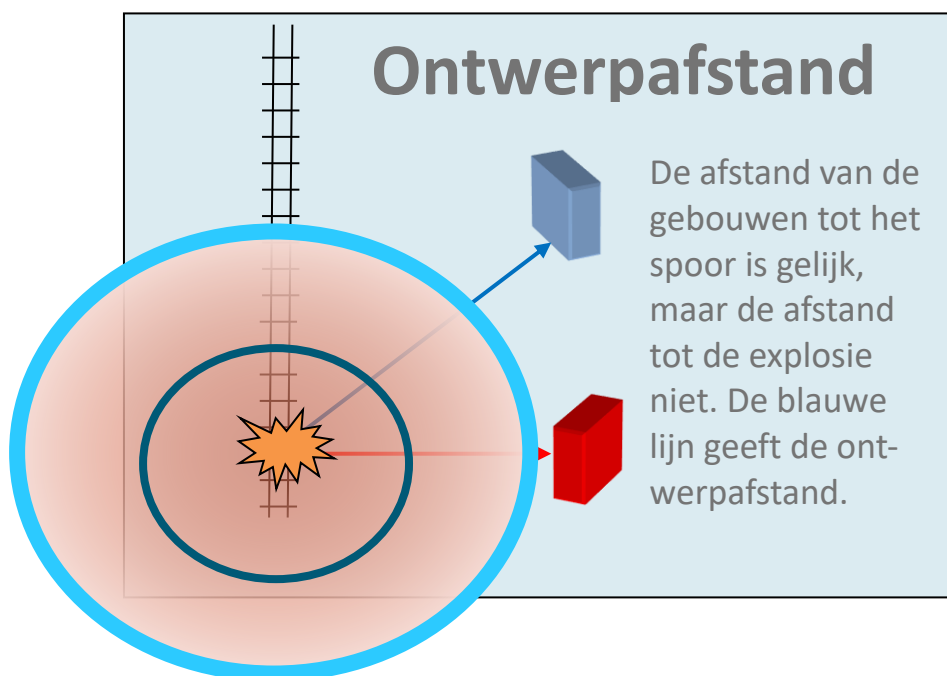 Ontwerpafstand
De afstand van de
gebouwen tot het
spoor is gelijk,
maar de afstand
tot de explosie
niet. De blauwe
lijn geeft de ont-
werpafstand.